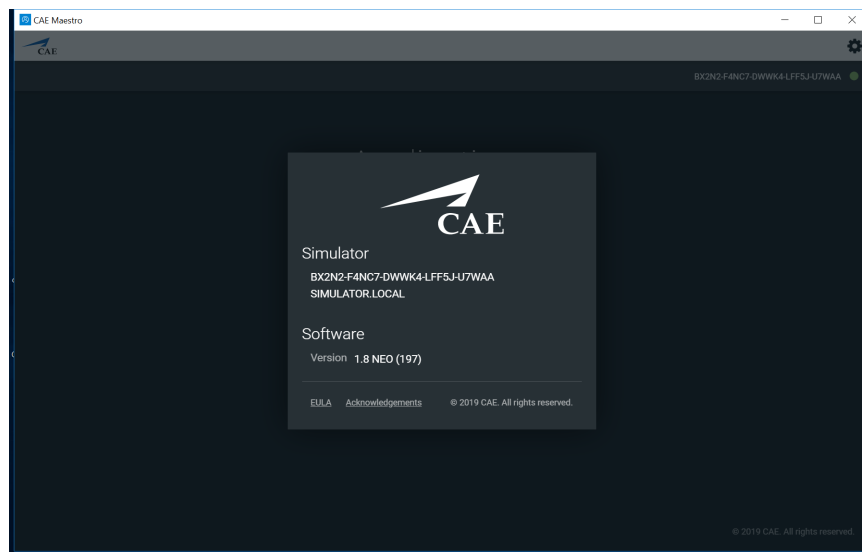 CAE Maestro
CAE
BX2N2-F4NC7-DWWK4-LFF5J-U7WAA
CAE
Simulator
BX2N2-F4NC7-DWWK4-LFF5J-U7WAA
SIMULATOR.LOCAL
Software
Version 1.8 NEO (197)
EULA Acknowledgements © 2019 CAE. All rights reserved.
© 2019 CAE. All rights reserved.